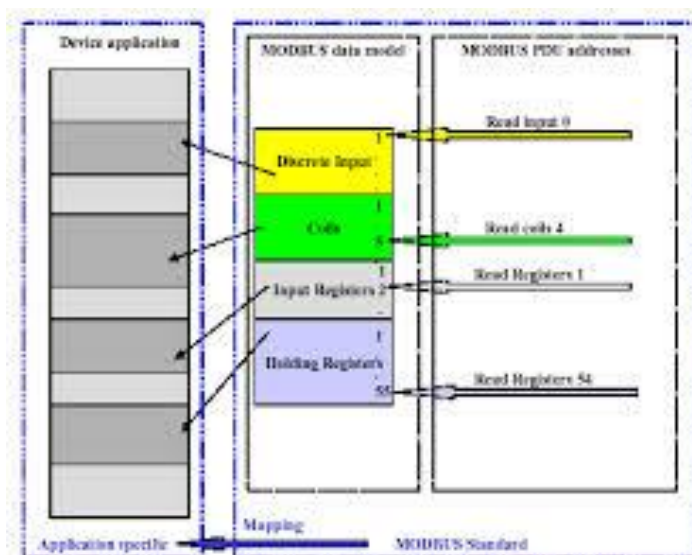 Device application
MODBUS data model
MODBUS PDU addresses
1
Read input 0
Discrete Input
.
.
1
Read coils 4
Coils
5
1
Read Registers 1
Input Registers 2
.
1
Holding Registers
Read Registers 54
55
Mapping
Application specific
MODBUS Standard